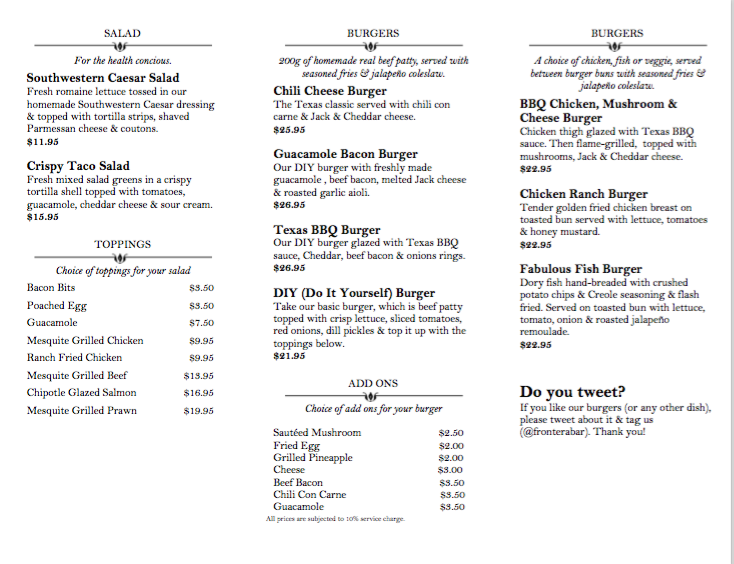 SALAD
For the health concious.
Southwestern Caesar Salad
Fresh romaine lettuce tossed in our
homemade Southwestern Caesar dressing
& topped with tortilla strips, shaved
Parmessan cheese & coutons.
$11.95
Crispy Taco Salad
Fresh mixed salad greens in a crispy
tortilla shell topped with tomatoes,
guacamole, cheddar cheese & sour cream.
$15.95
TOPPINGS
Choice of toppings for your salad
Bacon Bits $3.50
Poached Egg $3.50
Guacamole $7.50
Mesquite Grilled Chicken $9.95
Ranch Fried Chicken $9.95
Mesquite Grilled Beef $13.95
Chipotle Glazed Salmon $16.95
Mesquite Grilled Prawn $19.95
BURGERS
200g of homemade real beef patty, served with
seasoned fries & jalapeño coleslaw.
Chili Cheese Burger
The Texas classic served with chili con
carne & Jack & Cheddar cheese.
$25.95
Guacamole Bacon Burger
Our DIY burger with freshly made
guacamole , beef bacon, melted Jack cheese
& roasted garlic aioli.
$26.95
Texas BBQ Burger
Our DIY burger glazed with Texas BBQ
sauce, Cheddar, beef bacon & onions rings.
$26.95
DIY (Do It Yourself) Burger
Take our basic burger, which is beef patty
topped with crisp lettuce, sliced tomatoes,
red onions, dill pickles & top it up with the
toppings below.
$21.95
ADD ONS
Choice of add ons for your burger
Sautéed Mushroom $2.50
Fried Egg $2.00
Grilled Pineapple $2.00
Cheese $3.00
Beef Bacon $3.50
Chili Con Carne $3.50
Guacamole $3.50
All prices are subjected to 10% service charge.
BURGERS
A choice of chicken, fish or veggie, served
between burger buns with seasoned fries &
jalapeño coleslaw.
BBQ Chicken, Mushroom &
Cheese Burger
Chicken thigh glazed with Texas BBQ
sauce. Then flame-grilled, topped with
mushrooms, Jack & Cheddar cheese.
$22.95
Chicken Ranch Burger
Tender golden fried chicken breast on
toasted bun served with lettuce, tomatoes
& honey mustard.
$22.95
Fabulous Fish Burger
Dory fish hand-breaded with crushed
potato chips & Creole seasoning & flash
fried. Served on toasted bun with lettuce,
tomato, onion & roasted jalapeño
remoulade.
$22.95
Do you tweet?
If you like our burgers (or any other dish),
please tweet about it & tag us
(@fronterabar). Thank you!